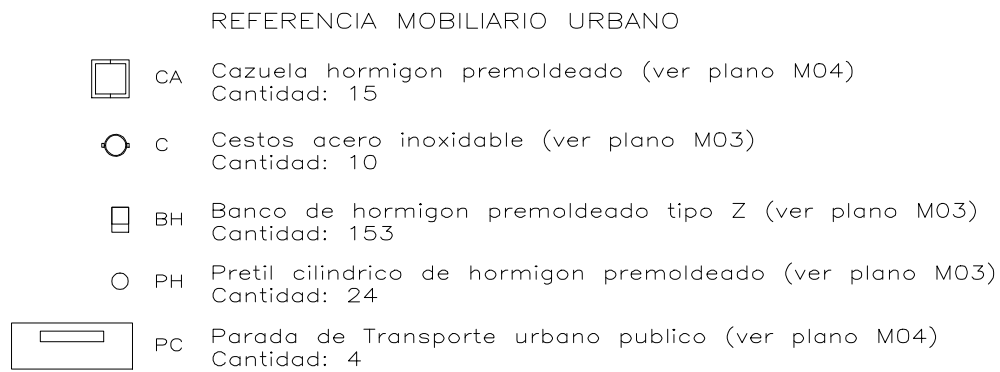 REFERENCIA MOBILIARIO URBANO
CA Cazuela hormigon premoldeado (ver plano M04)
Cantidad: 15
C Cestos acero inoxidable (ver plano M03)
Cantidad: 10
BH Banco de hormigon premoldeado tipo Z (ver plano M03)
Cantidad: 153
PH Pretil cilindrico de hormigon premoldeado (ver plano M03)
Cantidad: 24
PC Parada de Transporte urbano publico (ver plano M04)
Cantidad: 4